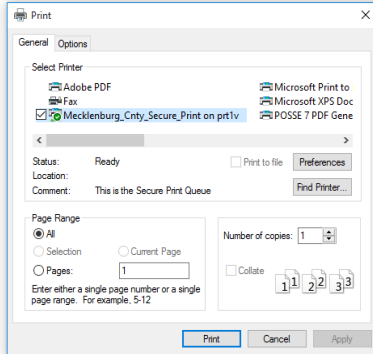 Print
General Options
Select Printer
Adobe PDF Microsoft Print to
Fax Microsoft XPS Doc
Mecklenburg_Cnty_Secure_Print on prt1v POSSE 7 PDF Gene
Status: Ready Print to file Preferences
Location:
Comment: This is the Secure Print Queue Find Printer...
Page Range
All Number of copies: 1
Selection Current Page
Pages: 1 Collate
1 1 2 2 3 3
Enter either a single page number or a single
page range. For example, 5-12
Print Cancel Apply